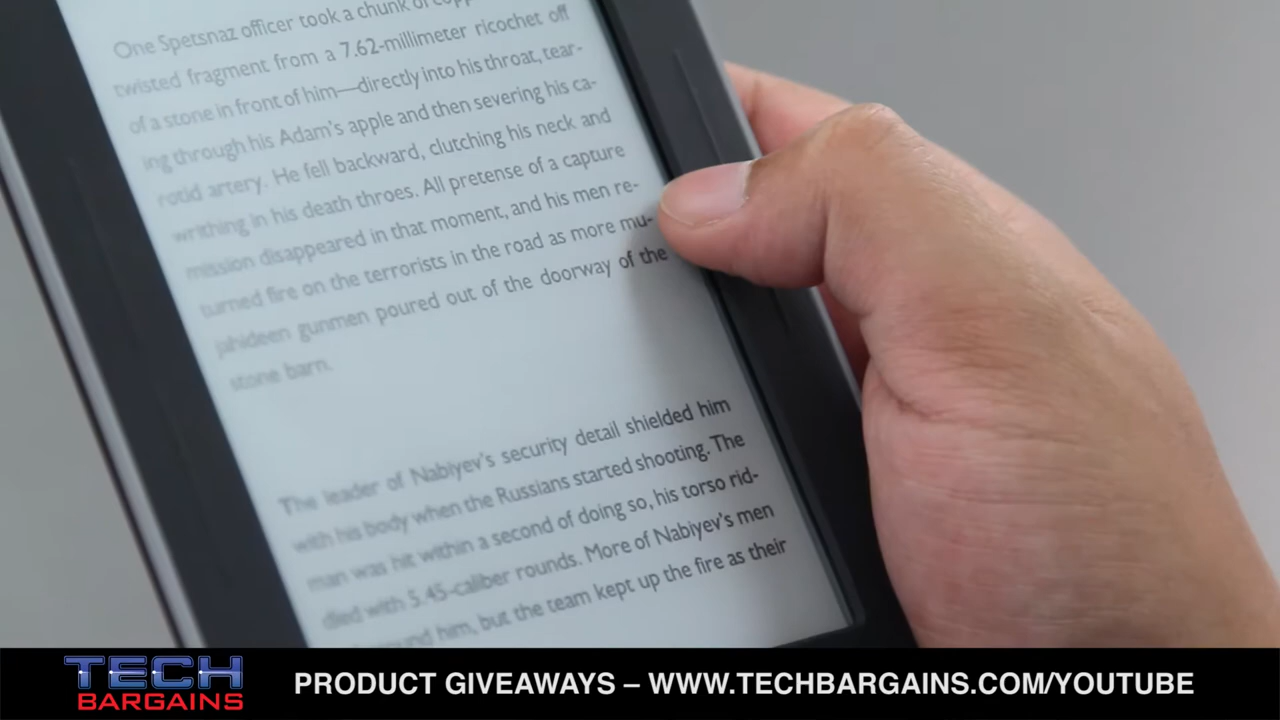 One Spetsnaz officer took a chunk of
twisted fragment from a 7.62-millimeter ricochet off
of a stone in front of him—directly into his throat, tear-
ing through his Adam's apple and then severing his ca-
rotid artery. He fell backward, clutching his neck and
writhing in his death throes. All pretense of a capture
mission disappeared in that moment, and his men re-
turned fire on the terrorists in the road as more mu-
jahideen gunmen poured out of the doorway of the
stone barn.
The leader of Nabiyev's security detail shielded him
with his body when the Russians started shooting. The
man was hit within a second of doing so, his torso rid-
dled with 5.45-caliber rounds. More of Nabiyev's men
him, but the team kept up the fire as their
TECH
BARGAINS
PRODUCT GIVEAWAYS – WWW.TECHBARGAINS.COM/YOUTUBE